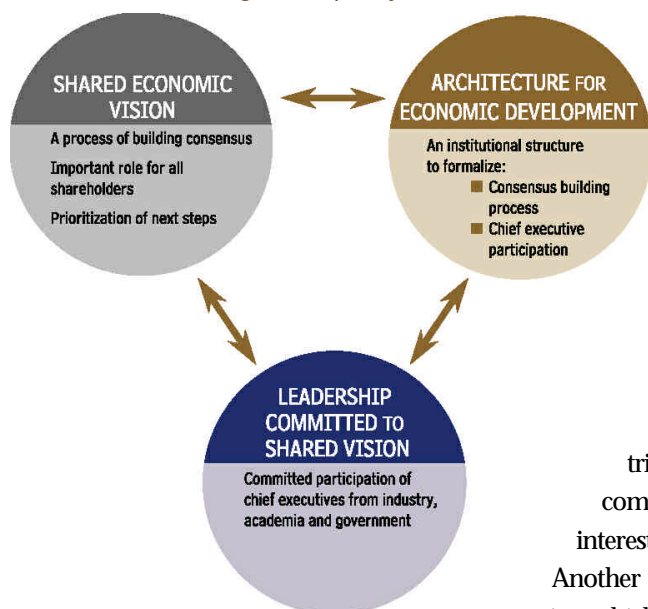 SHARED ECONOMIC
VISION
A process of building consensus
Important role for all
shareholders
Prioritization of next steps
ARCHITECTURE FOR
ECONOMIC DEVELOPMENT
An institutional structure
to formalize:
Consensus building
process
Chief executive
participation
LEADERSHIP
COMMITTED TO
SHARED VISION
Committed participation of
chief executives from industry,
academia and government
tri
com
interest
Another